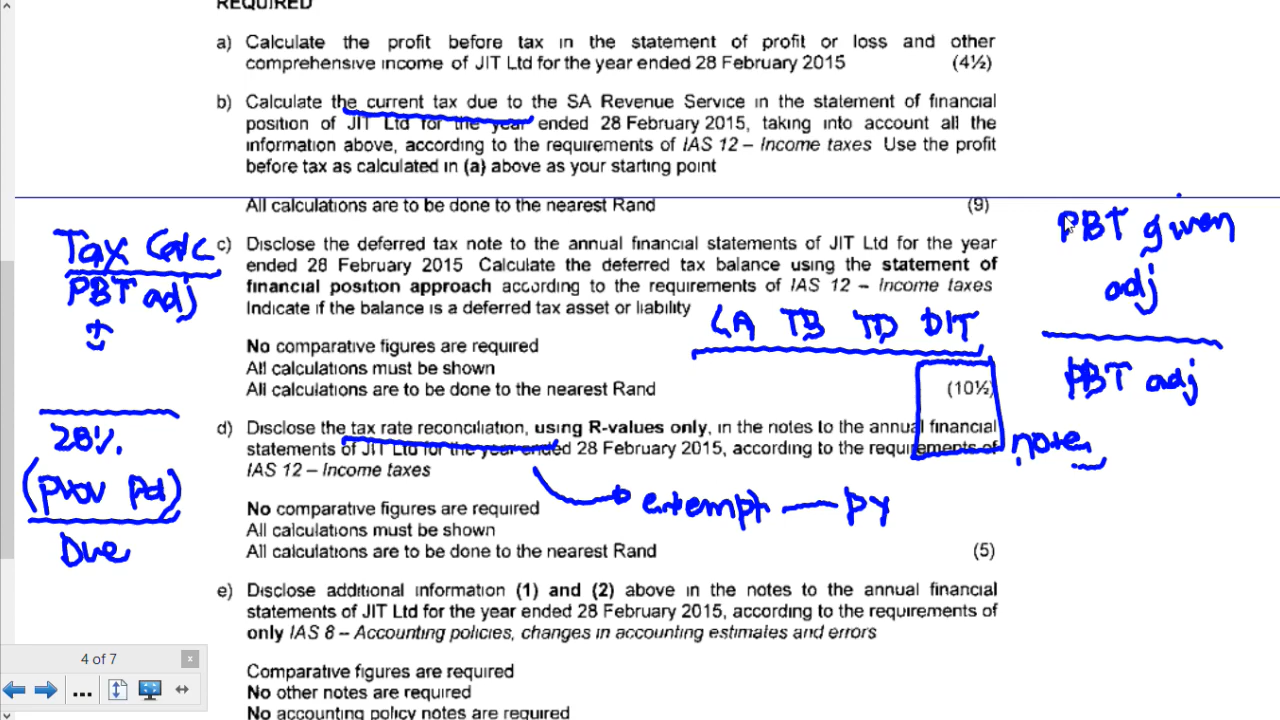 REQUIRED
a) Calculate the profit before tax in the statement of profit or loss and other
comprehensive income of JIT Ltd for the year ended 28 February 2015 (4½)
b) Calculate the current tax due to the SA Revenue Service in the statement of financial
position of JIT Ltd for the year ended 28 February 2015, taking into account all the
information above, according to the requirements of IAS 12 – Income taxes Use the profit
before tax as calculated in (a) above as your starting point
All calculations are to be done to the nearest Rand (9)
c) Disclose the deferred tax note to the annual financial statements of JIT Ltd for the year
ended 28 February 2015 Calculate the deferred tax balance using the statement of
financial position approach according to the requirements of IAS 12 – Income taxes
Indicate if the balance is a deferred tax asset or liability
No comparative figures are required
All calculations must be shown
All calculations are to be done to the nearest Rand (10½)
d) Disclose the tax rate reconciliation, using R-values only, in the notes to the annual financial
statements of JIT Ltd for the year ended 28 February 2015, according to the requirements of
IAS 12 – Income taxes
No comparative figures are required
All calculations must be shown
All calculations are to be done to the nearest Rand (5)
e) Disclose additional information (1) and (2) above in the notes to the annual financial
statements of JIT Ltd for the year ended 28 February 2015, according to the requirements of
only IAS 8 – Accounting policies, changes in accounting estimates and errors
Comparative figures are required
No other notes are required
No accounting policy notes are required
Tax Calc
PBT adj
±
28%
(prov Pd)
Due
CA TB TD DIT
PBT given
adj
PBT adj
notes
exempt — py
4 of 7
x
...